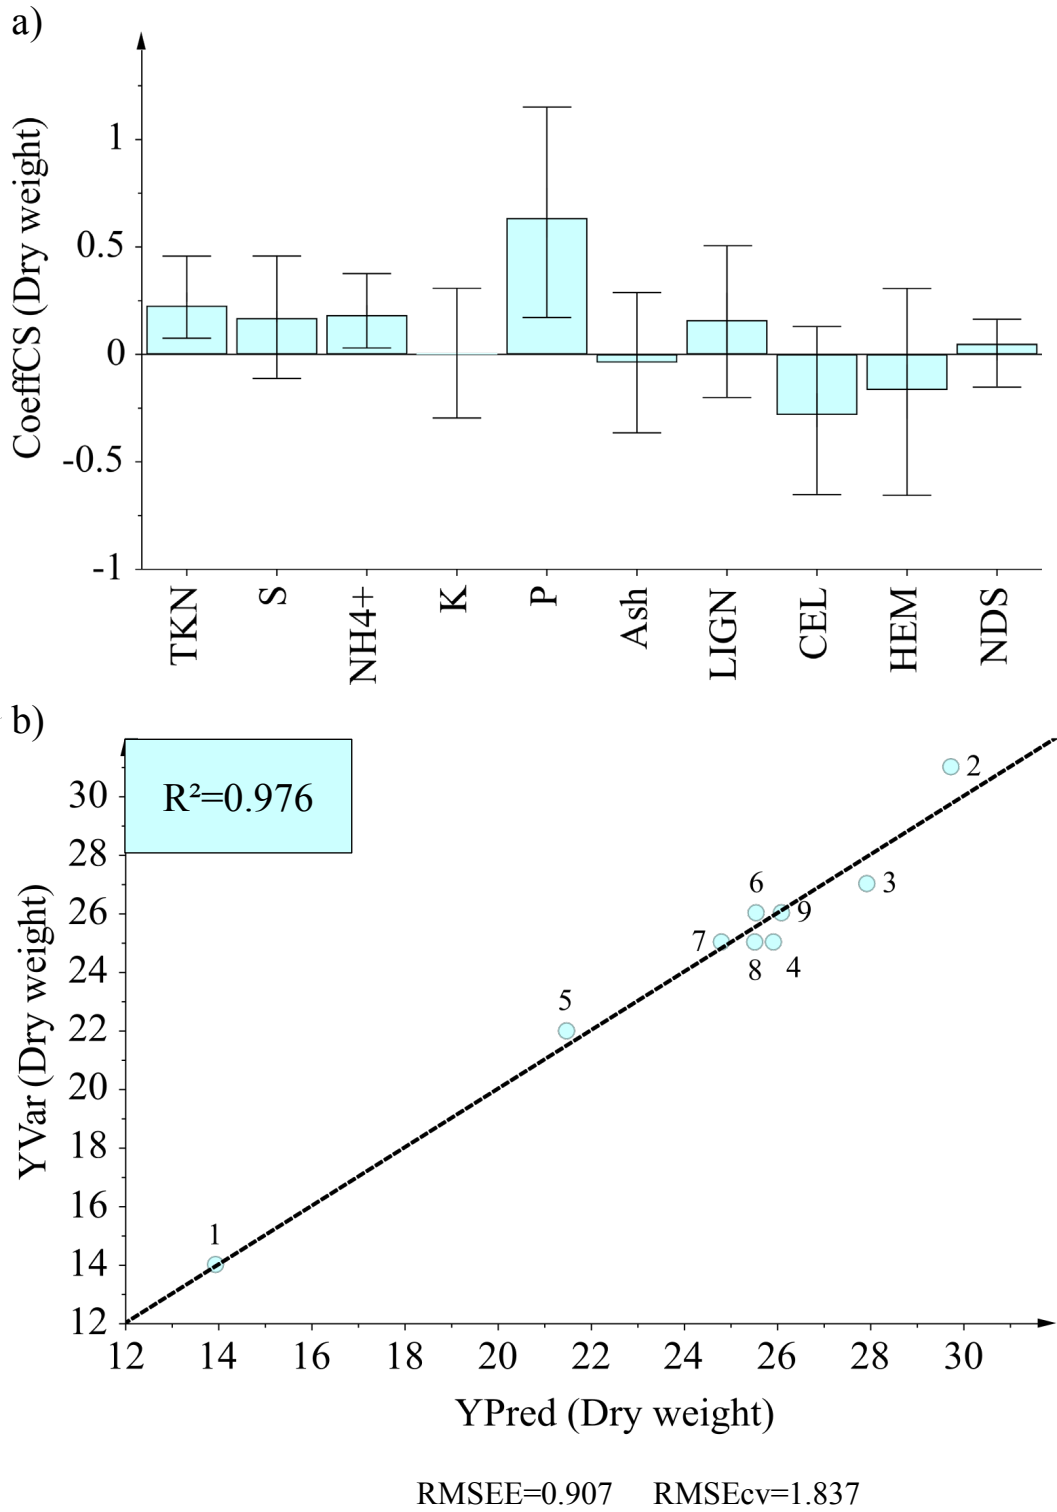 a)
CoeffCS (Dry weight)
1
0.5
0
-0.5
-1
TKN
S
NH4+
K
P
Ash
LIGN
CEL
HEM
NDS
b)
YVar (Dry weight)
R²=0.976
30
28
26
24
22
20
18
16
14
12
2
3
6
9
7
8
4
5
1
12 14 16 18 20 22 24 26 28 30
YPred (Dry weight)
RMSEE=0.907 RMSEcv=1.837